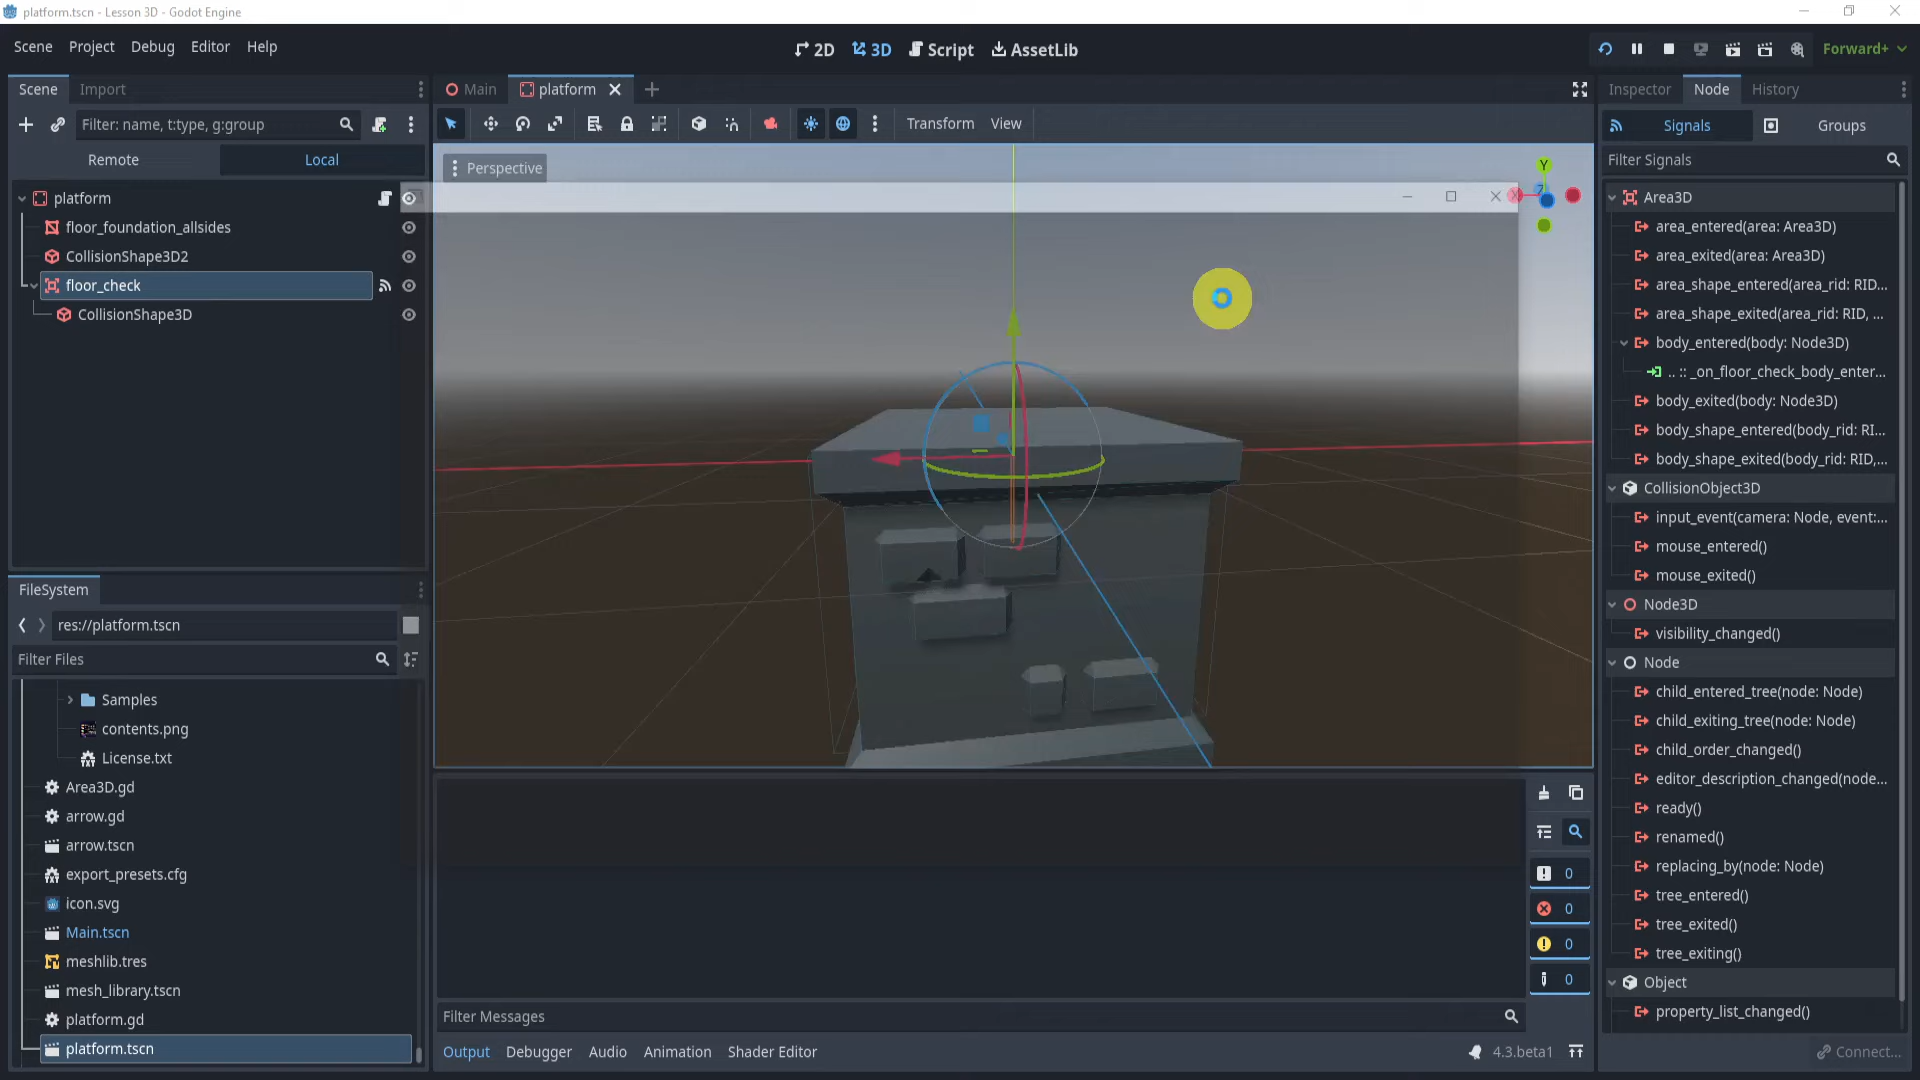 platform.tscn - Lesson 3D - Godot Engine
Scene Project Debug Editor Help
2D 3D Script AssetLib
Forward+
Scene Import
Main platform
Inspector Node History
Filter: name, t:type, g:group
Transform View
Signals Groups
Remote Local
Perspective
Filter Signals
platform
floor_foundation_allsides
CollisionShape3D2
floor_check
CollisionShape3D
Y
Z
X
Area3D
area_entered(area: Area3D)
area_exited(area: Area3D)
area_shape_entered(area_rid: RID...
area_shape_exited(area_rid: RID, ...
body_entered(body: Node3D)
.. :: _on_floor_check_body_enter...
body_exited(body: Node3D)
body_shape_entered(body_rid: RI...
body_shape_exited(body_rid: RID,...
CollisionObject3D
input_event(camera: Node, event:...
mouse_entered()
mouse_exited()
Node3D
visibility_changed()
Node
child_entered_tree(node: Node)
child_exiting_tree(node: Node)
child_order_changed()
editor_description_changed(node...
ready()
renamed()
replacing_by(node: Node)
tree_entered()
tree_exited()
tree_exiting()
Object
property_list_changed()
Connect...
FileSystem
res://platform.tscn
Filter Files
Samples
contents.png
License.txt
Area3D.gd
arrow.gd
arrow.tscn
export_presets.cfg
icon.svg
Main.tscn
meshlib.tres
mesh_library.tscn
platform.gd
platform.tscn
0
0
0
0
Filter Messages
Output Debugger Audio Animation Shader Editor
4.3.beta1